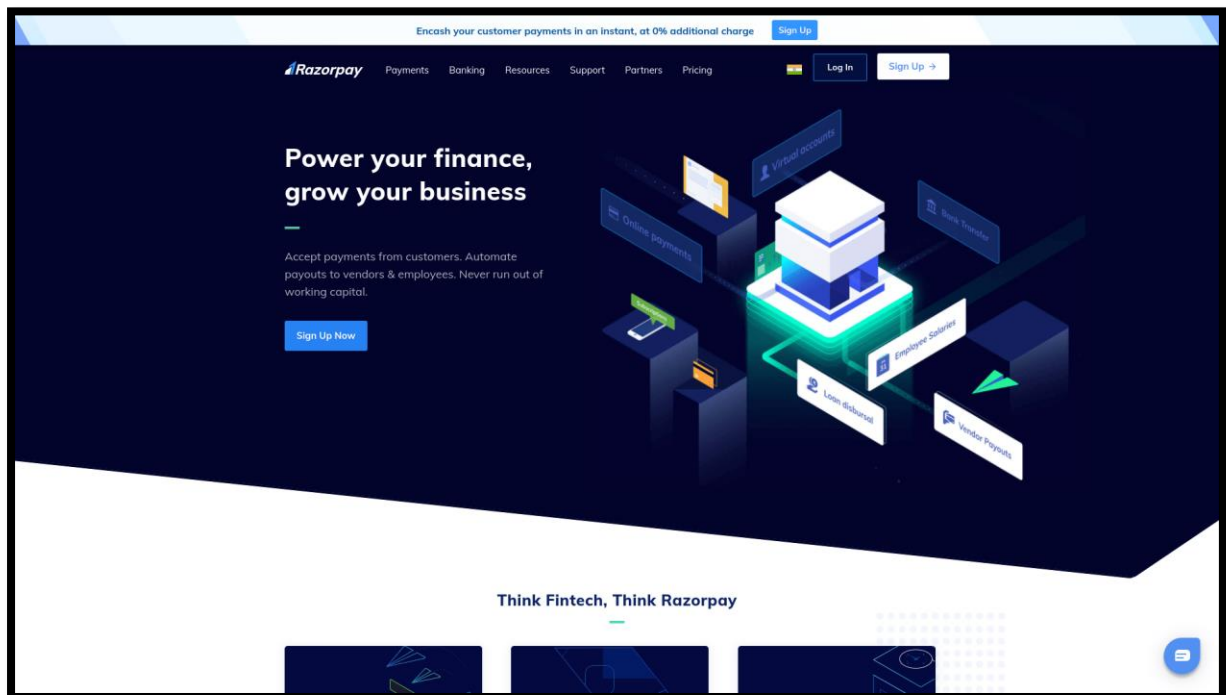 Encash your customer payments in an instant, at 0% additional charge
Sign Up
Razorpay
Payments
Banking
Resources
Support
Partners
Pricing
Log In
Sign Up →
Power your finance,
grow your business
Accept payments from customers. Automate
payouts to vendors & employees. Never run out of
working capital.
Sign Up Now
Virtual accounts
Bank Transfer
Online payments
Subscriptions
Employee Salaries
31
Loan disbursal
Vendor Payouts
Think Fintech, Think Razorpay